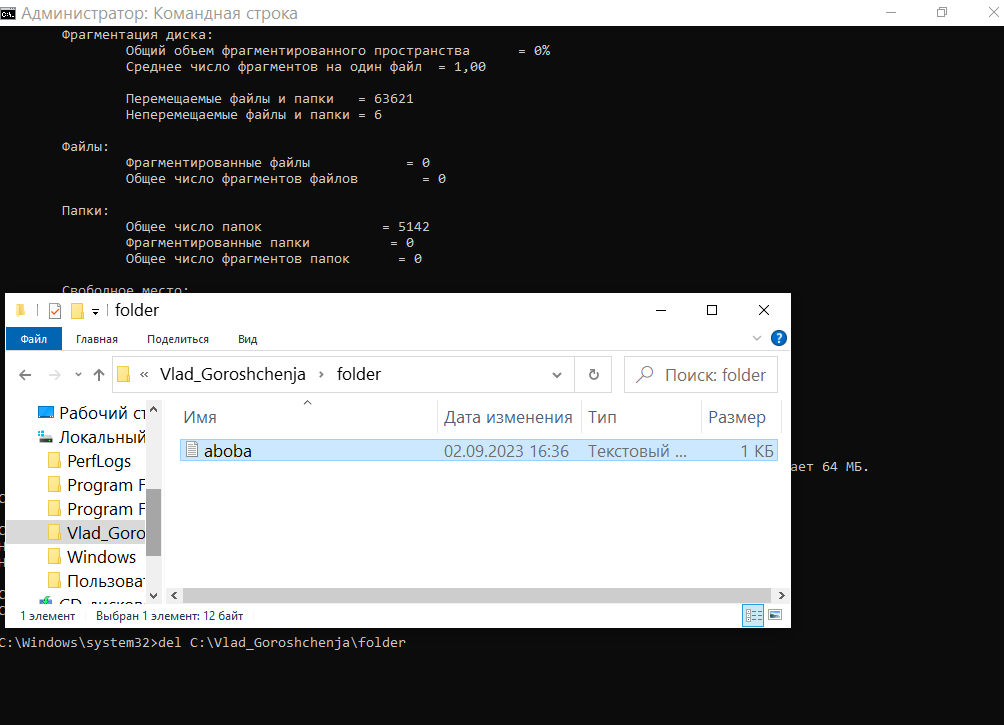 Администратор: Командная строка
Фрагментация диска:
Общий объем фрагментированного пространства = 0%
Среднее число фрагментов на один файл = 1,00
Перемещаемые файлы и папки = 63621
Неперемещаемые файлы и папки = 6
Файлы:
Фрагментированные файлы = 0
Общее число фрагментов файлов = 0
Папки:
Общее число папок = 5142
Фрагментированные папки = 0
Общее число фрагментов папок = 0
Свободное место:
folder
Файл Главная Поделиться Вид
« Vlad_Goroshchenja › folder
Поиск: folder
Рабочий ст
Локальный
PerfLogs
Program F
Program F
Vlad_Goro
Windows
Пользоват
CD-дисков
Имя Дата изменения Тип Размер
aboba 02.09.2023 16:36 Текстовый ... 1 КБ
ает 64 МБ.
1 элемент Выбран 1 элемент: 12 байт
C:\Windows\system32>del C:\Vlad_Goroshchenja\folder